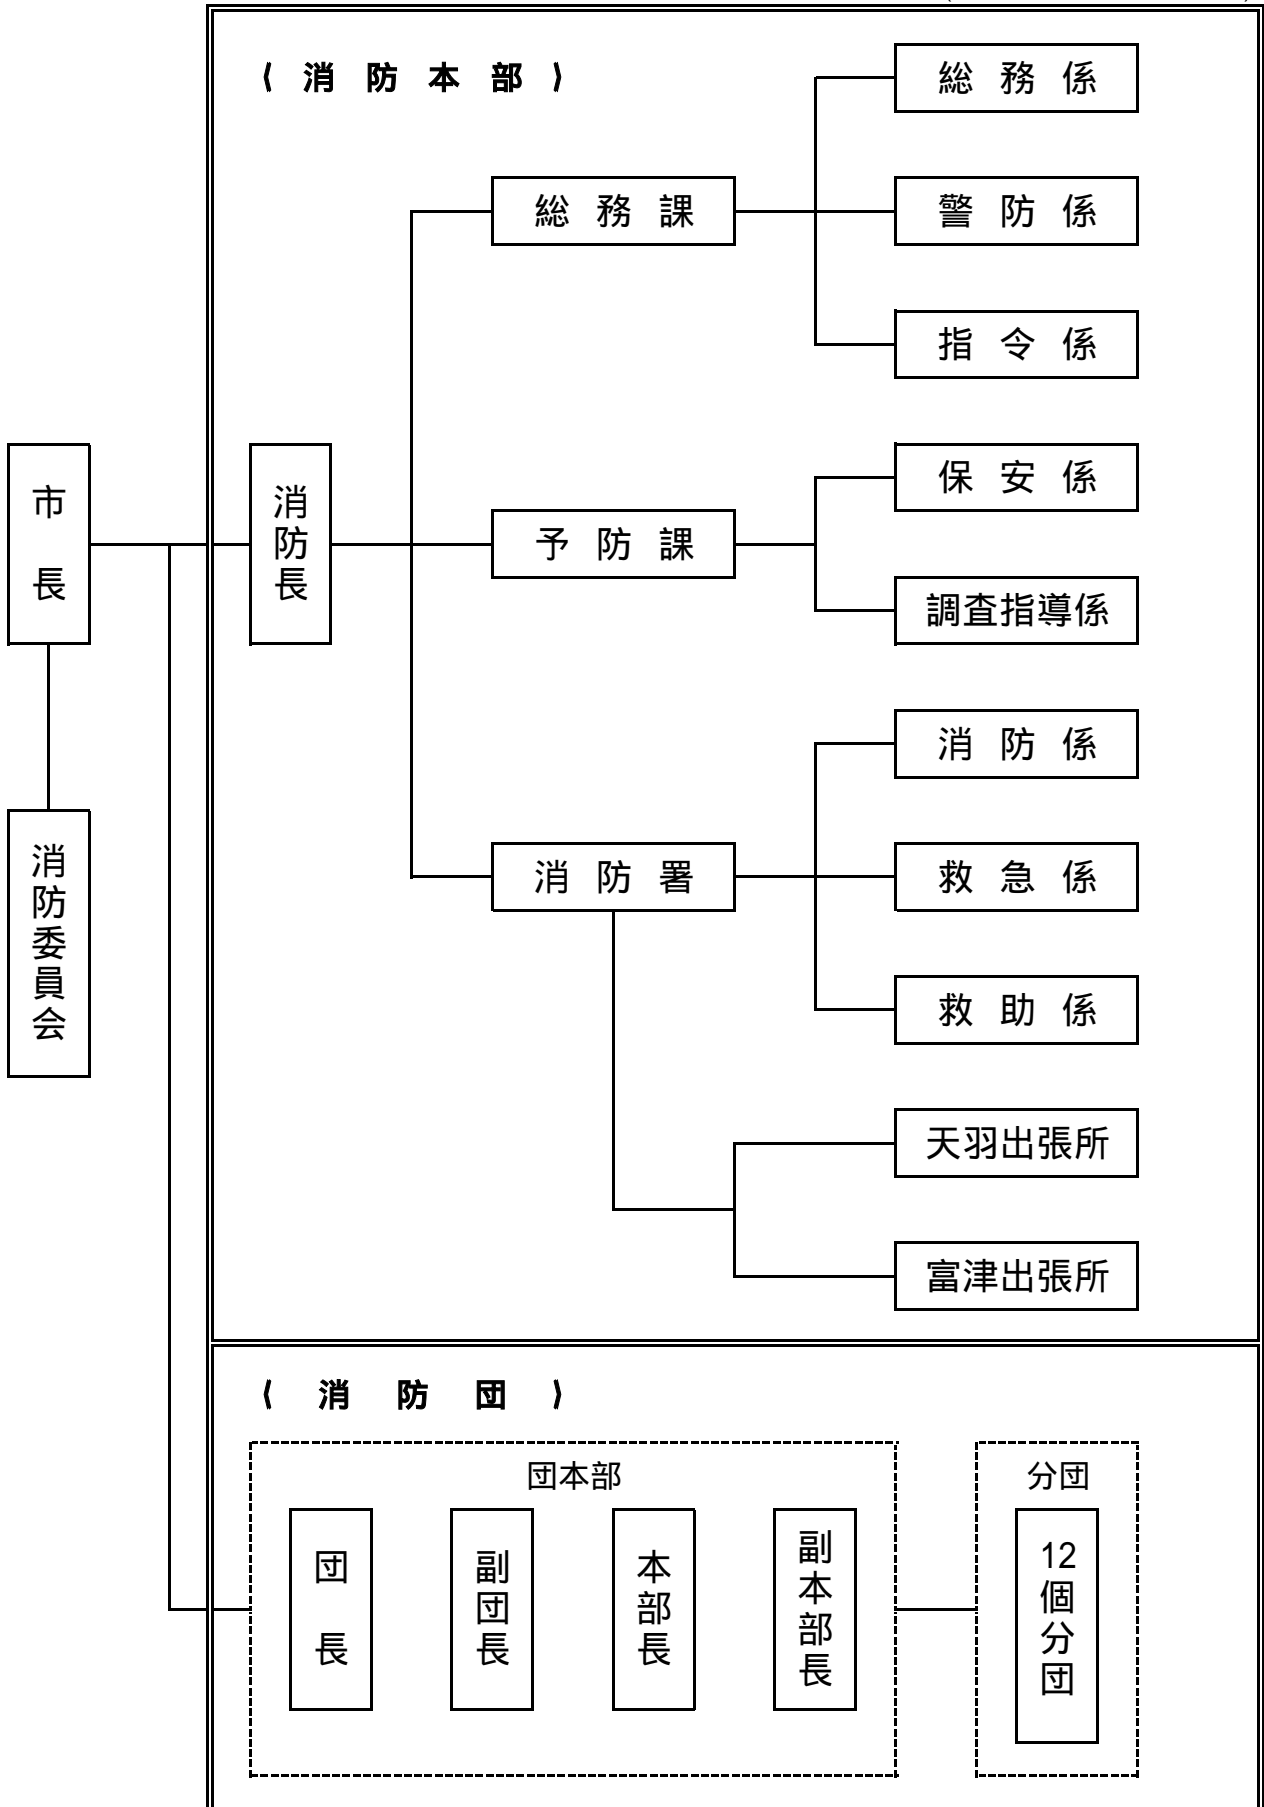 ⟨ 消 防 本 部 ⟩
総 務 係
総 務 課
警 防 係
指 令 係
市長
消防長
保 安 係
予 防 課
調査指導係
消 防 係
消防委員会
消 防 署
救 急 係
救 助 係
天羽出張所
富津出張所
⟨ 消 防 団 ⟩
団本部
分団
団長
副団長
本部長
副本部長
12個分団